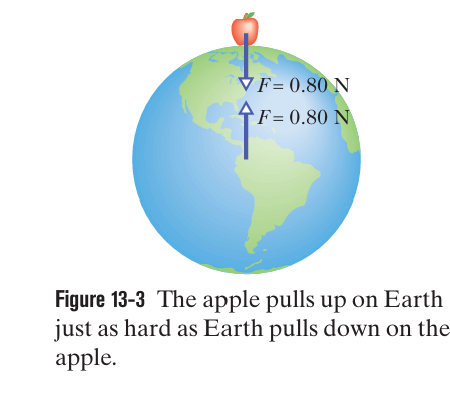 F = 0.80 N
F = 0.80 N
Figure 13-3 The apple pulls up on Earth
just as hard as Earth pulls down on the
apple.